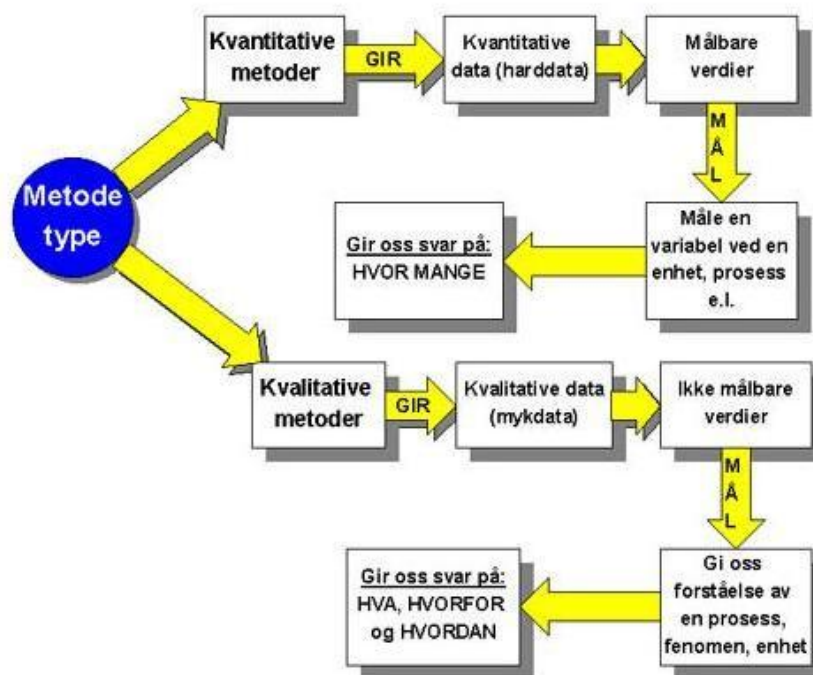 Metode
type
Kvantitative
metoder
GIR
Kvantitative
data (harddata)
Målbare
verdier
M
Å
L
Måle en
variabel ved en
enhet, prosess
e.l.
Gir oss svar på:
HVOR MANGE
Kvalitative
metoder
GIR
Kvalitative data
(mykdata)
Ikke målbare
verdier
M
Å
L
Gi oss
forståelse av
en prosess,
fenomen, enhet
Gir oss svar på:
HVA, HVORFOR
og HVORDAN